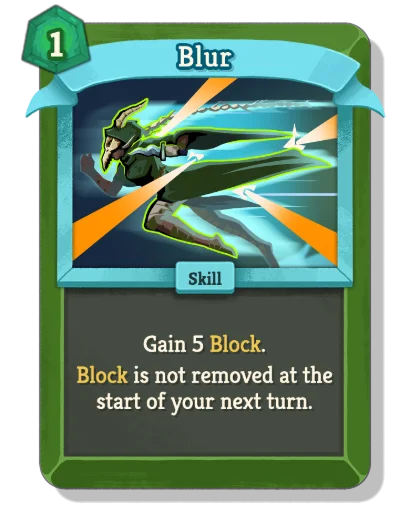 1
Blur
Skill
Gain 5 Block.
Block is not removed at the
start of your next turn.